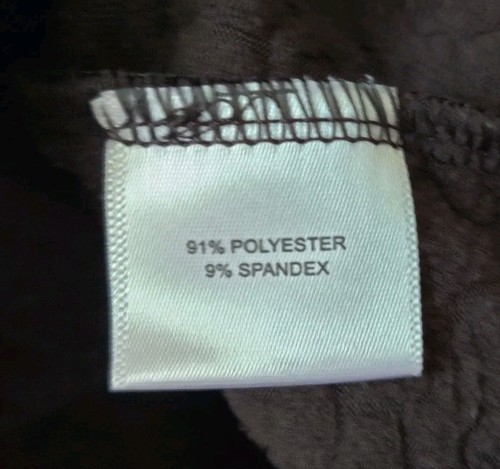 91% POLYESTER
9% SPANDEX